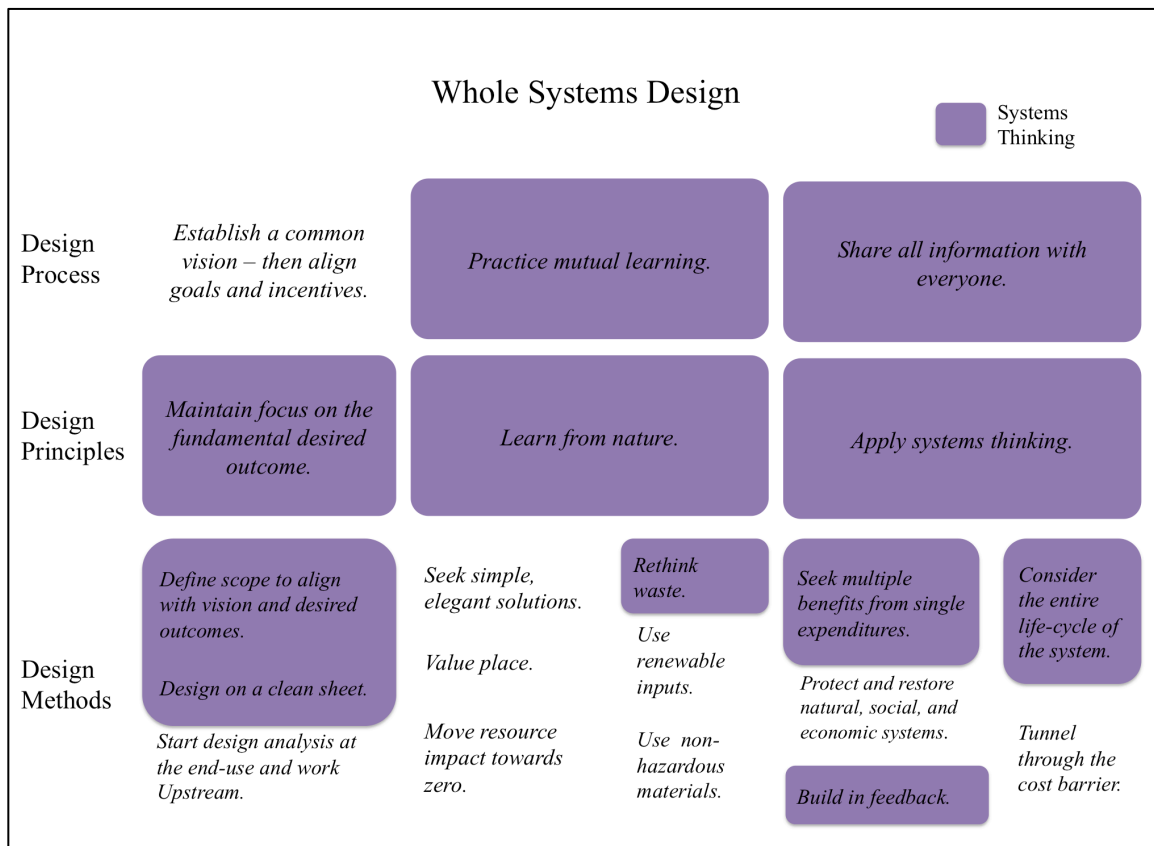 Whole Systems Design
Systems
Thinking
Design
Process
Establish a common
vision – then align
goals and incentives.
Practice mutual learning.
Share all information with
everyone.
Design
Principles
Maintain focus on the
fundamental desired
outcome.
Learn from nature.
Apply systems thinking.
Design
Methods
Define scope to align
with vision and desired
outcomes.
Design on a clean sheet.
Start design analysis at
the end-use and work
Upstream.
Seek simple,
elegant solutions.
Value place.
Move resource
impact towards
zero.
Rethink
waste.
Use
renewable
inputs.
Use non-
hazardous
materials.
Seek multiple
benefits from single
expenditures.
Protect and restore
natural, social, and
economic systems.
Build in feedback.
Consider
the entire
life-cycle of
the system.
Tunnel
through the
cost barrier.